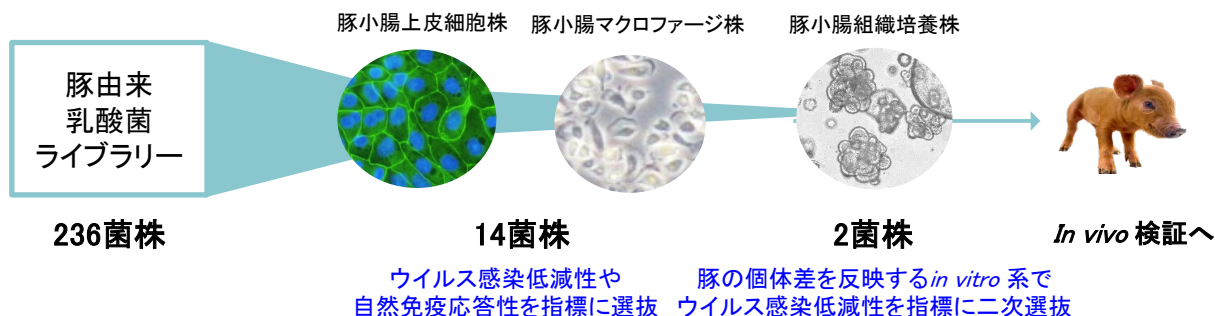 豚小腸上皮細胞株
豚小腸マクロファージ株
豚小腸組織培養株
豚由来
乳酸菌
ライブラリー
236菌株
14菌株
2菌株
In vivo 検証へ
ウイルス感染低減性や
自然免疫応答性を指標に選抜
豚の個体差を反映するin vitro 系で
ウイルス感染低減性を指標に二次選抜